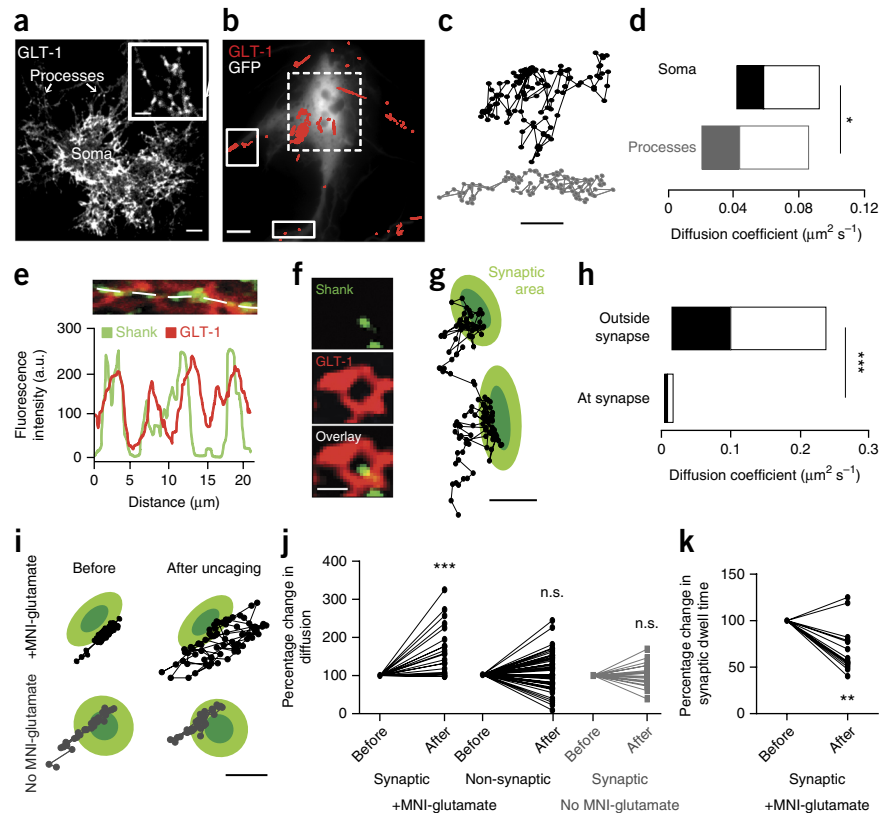 a
GLT-1
Processes
Soma
b
GLT-1
GFP
c
d
Soma
Processes
*
0
0.04
0.08
0.12
Diffusion coefficient (μm² s⁻¹)
e
Shank
GLT-1
Fluorescence
intensity (a.u.)
300
200
100
0
0
5
10
15
20
Distance (μm)
f
Shank
GLT-1
Overlay
g
Synaptic
area
h
Outside
synapse
At synapse
***
0
0.1
0.2
0.3
Diffusion coefficient (μm² s⁻¹)
i
Before
After uncaging
+MNI-glutamate
No MNI-glutamate
j
Percentage change in
diffusion
400
300
200
100
0
***
n.s.
n.s.
Before
After
Before
After
Before
After
Synaptic
Non-synaptic
Synaptic
+MNI-glutamate
No MNI-glutamate
k
Percentage change in
synaptic dwell time
150
100
50
0
**
Before
After
Synaptic
+MNI-glutamate